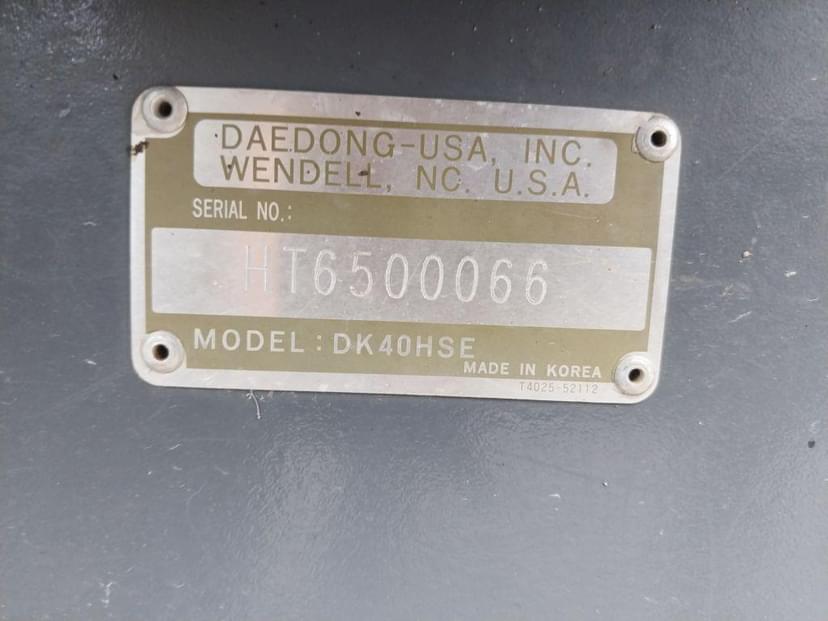 DAEDONG-USA, INC.
WENDELL, NC. U.S.A.
SERIAL NO.:
HT6500066
MODEL : DK40HSE
MADE IN KOREA
T4025-52112